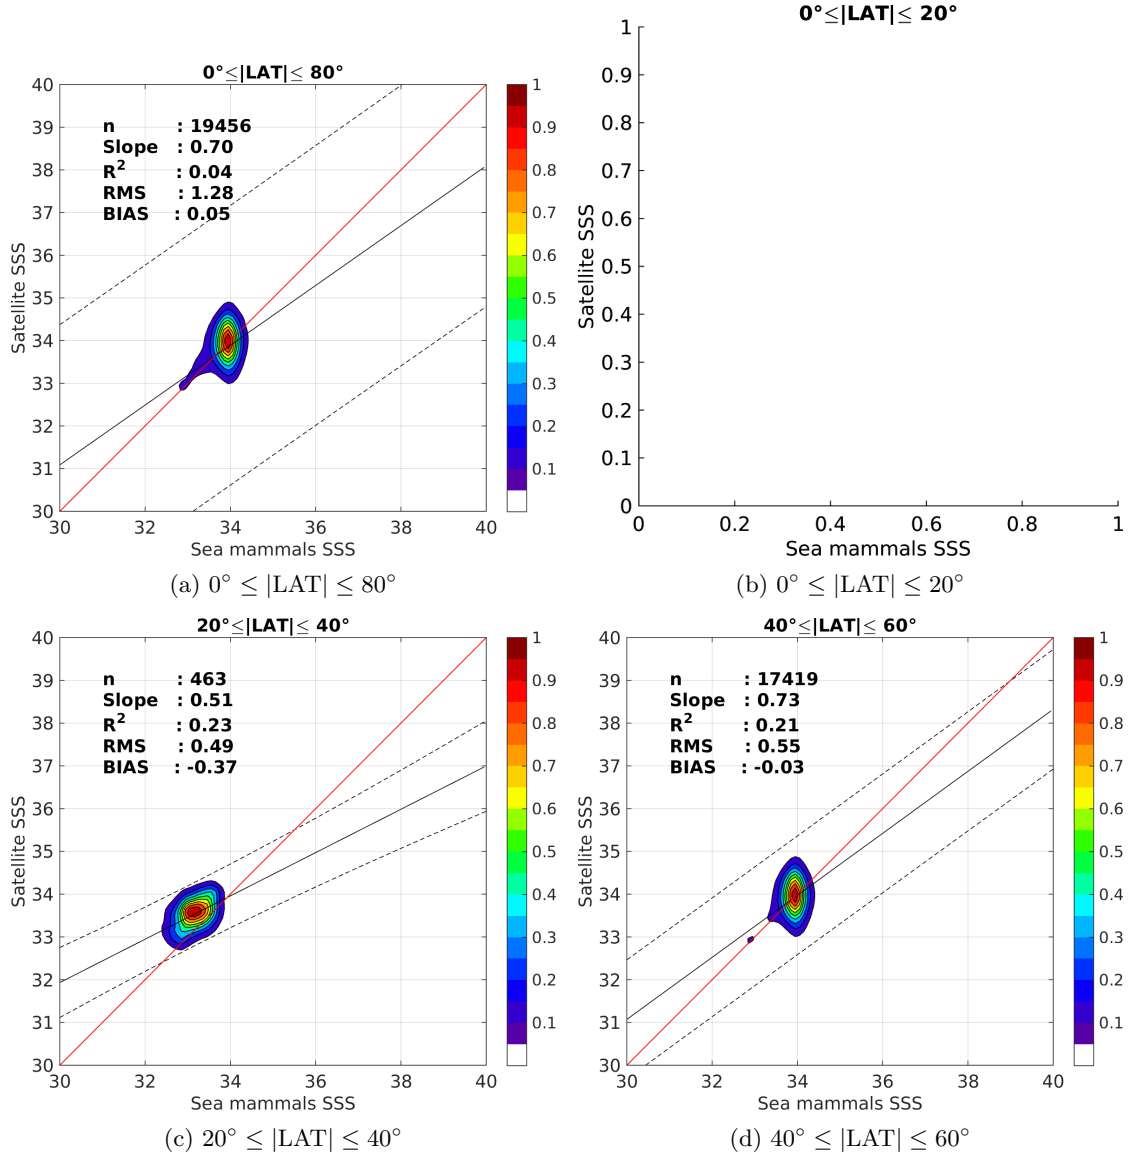 0°≤|LAT|≤ 80°
n : 19456
Slope : 0.70
R² : 0.04
RMS : 1.28
BIAS : 0.05
Satellite SSS
40
39
38
37
36
35
34
33
32
31
30
30 32 34 36 38 40
Sea mammals SSS
1
0.9
0.8
0.7
0.6
0.5
0.4
0.3
0.2
0.1
(a) 0° ≤ |LAT| ≤ 80°
0°≤|LAT|≤ 20°
Satellite SSS
1
0.9
0.8
0.7
0.6
0.5
0.4
0.3
0.2
0.1
0
0 0.2 0.4 0.6 0.8 1
Sea mammals SSS
(b) 0° ≤ |LAT| ≤ 20°
20°≤|LAT|≤ 40°
n : 463
Slope : 0.51
R² : 0.23
RMS : 0.49
BIAS : -0.37
Satellite SSS
40
39
38
37
36
35
34
33
32
31
30
30 32 34 36 38 40
Sea mammals SSS
1
0.9
0.8
0.7
0.6
0.5
0.4
0.3
0.2
0.1
(c) 20° ≤ |LAT| ≤ 40°
40°≤|LAT|≤ 60°
n : 17419
Slope : 0.73
R² : 0.21
RMS : 0.55
BIAS : -0.03
Satellite SSS
40
39
38
37
36
35
34
33
32
31
30
30 32 34 36 38 40
Sea mammals SSS
1
0.9
0.8
0.7
0.6
0.5
0.4
0.3
0.2
0.1
(d) 40° ≤ |LAT| ≤ 60°